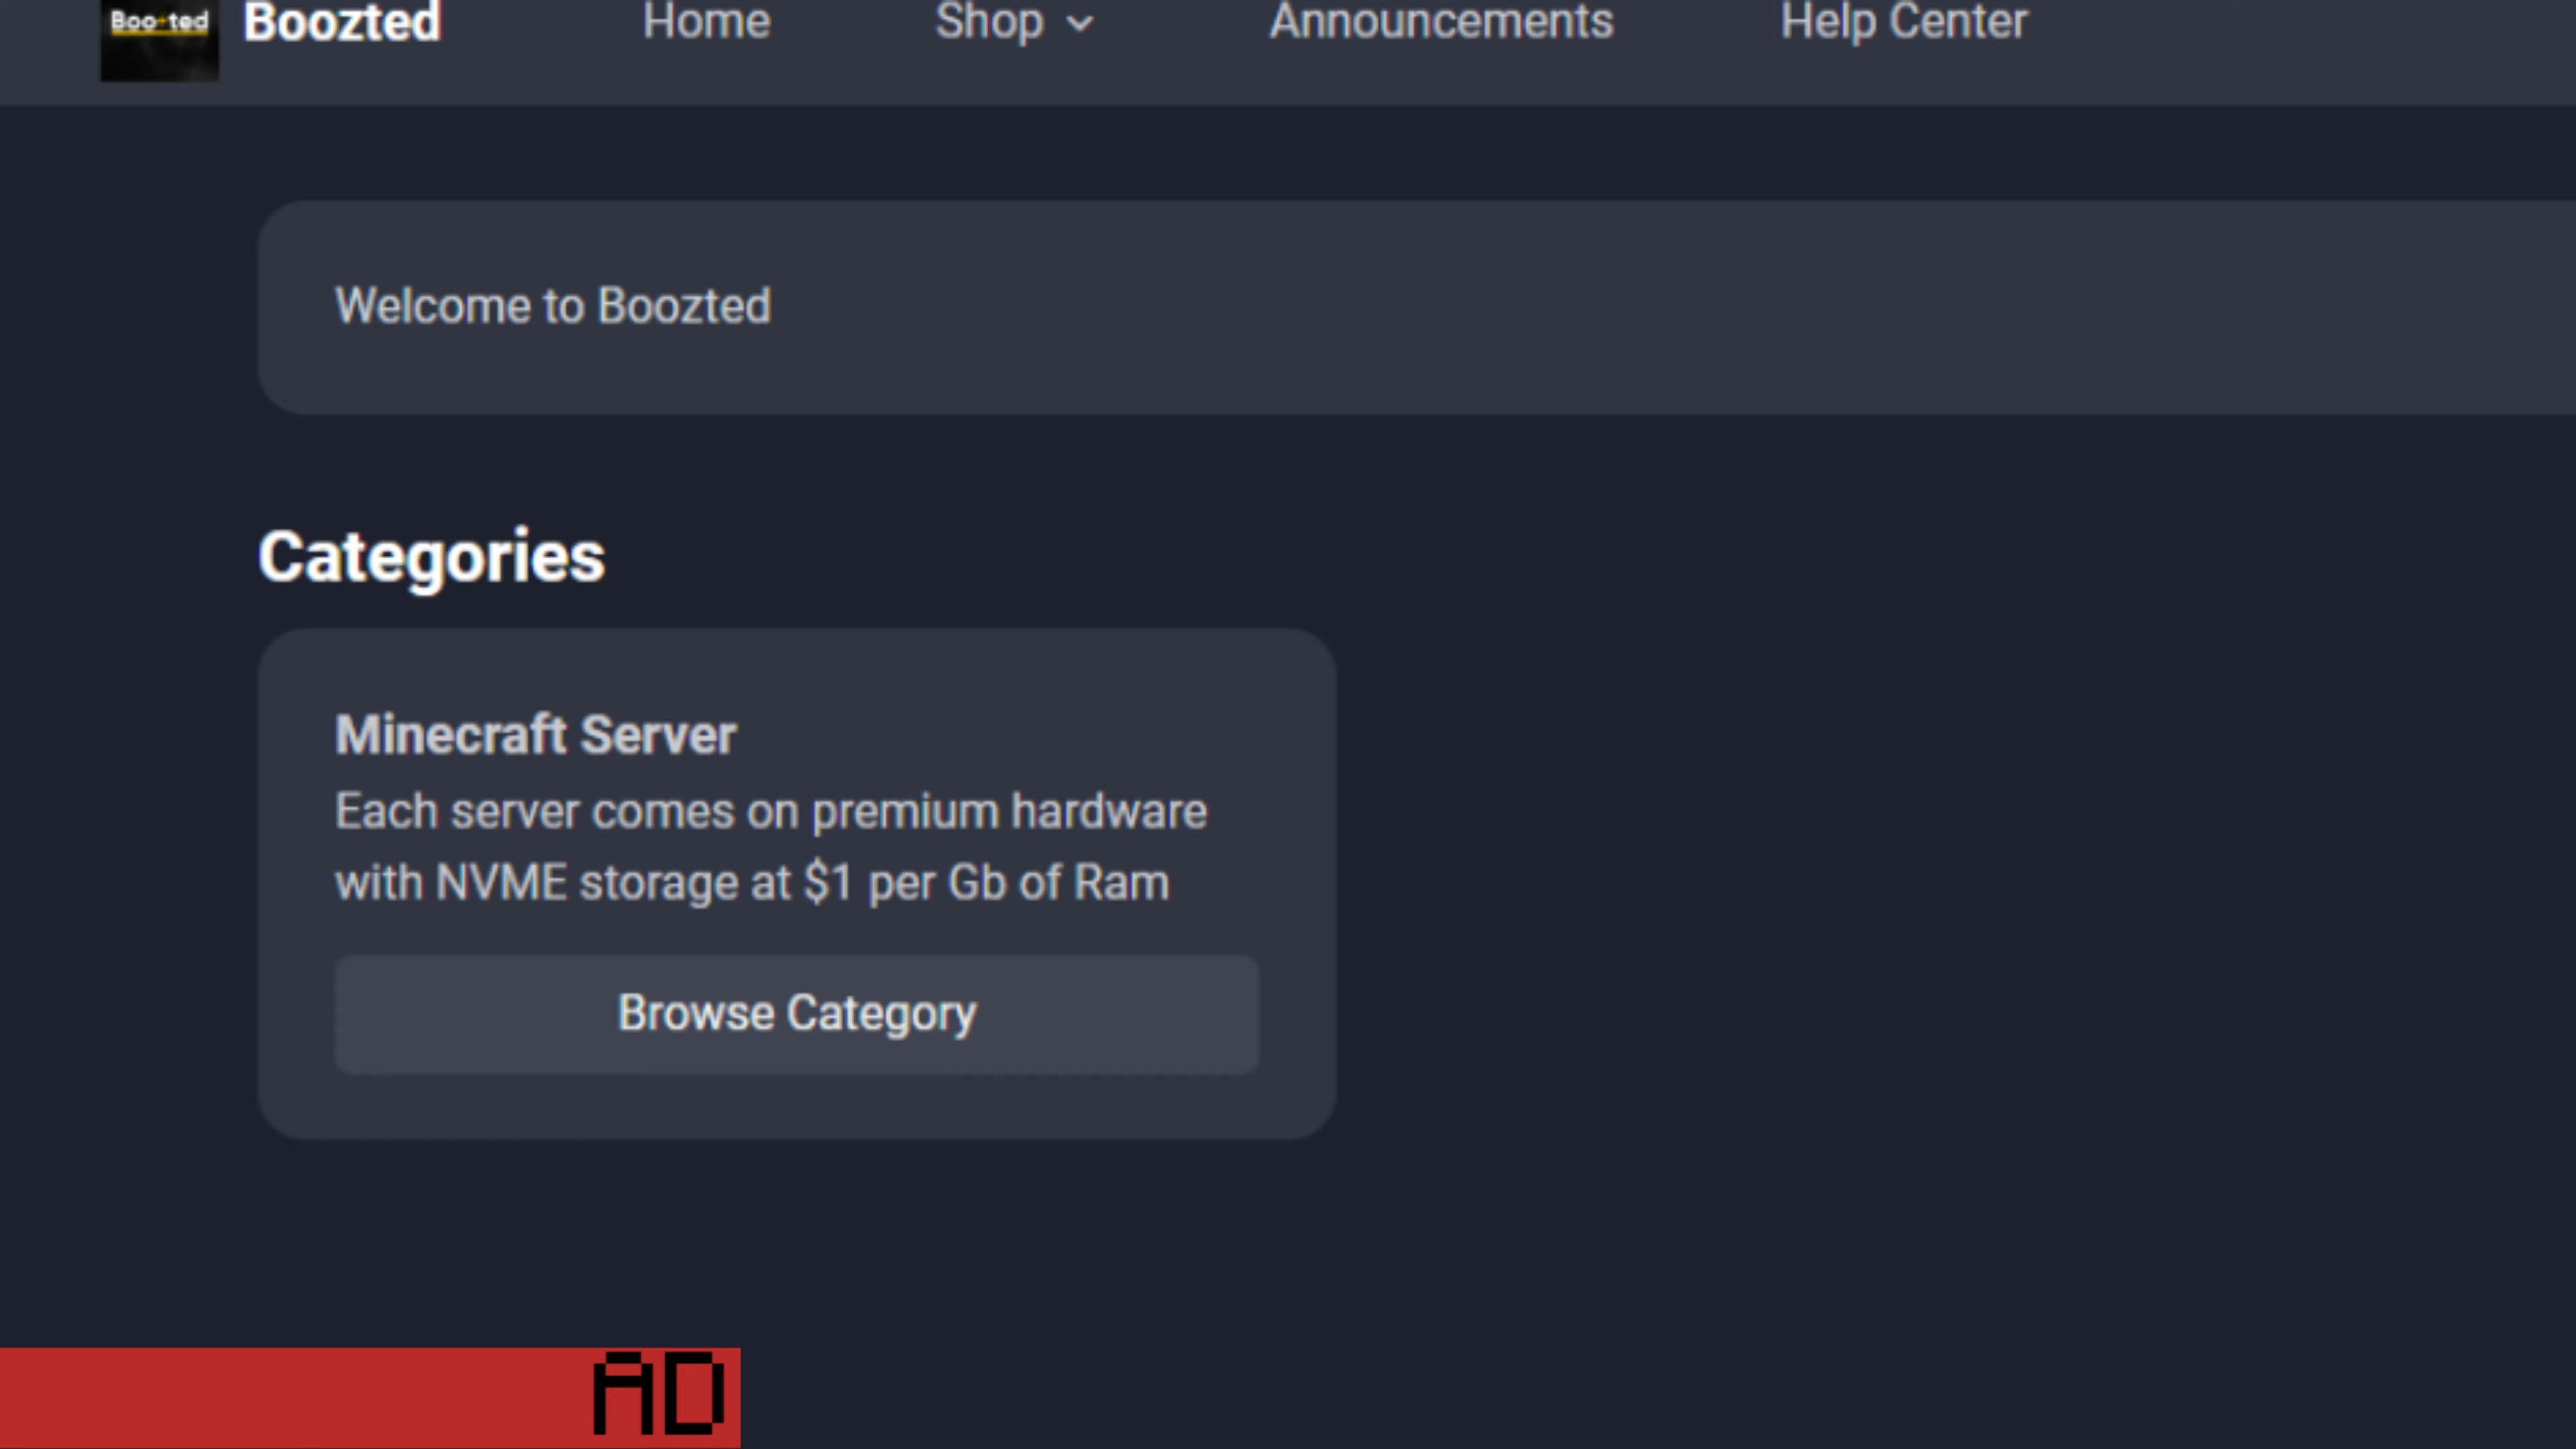 Boozted Boozted Home Shop Announcements Help Center
Welcome to Boozted
Categories
Minecraft Server
Each server comes on premium hardware
with NVME storage at $1 per Gb of Ram
Browse Category
AD